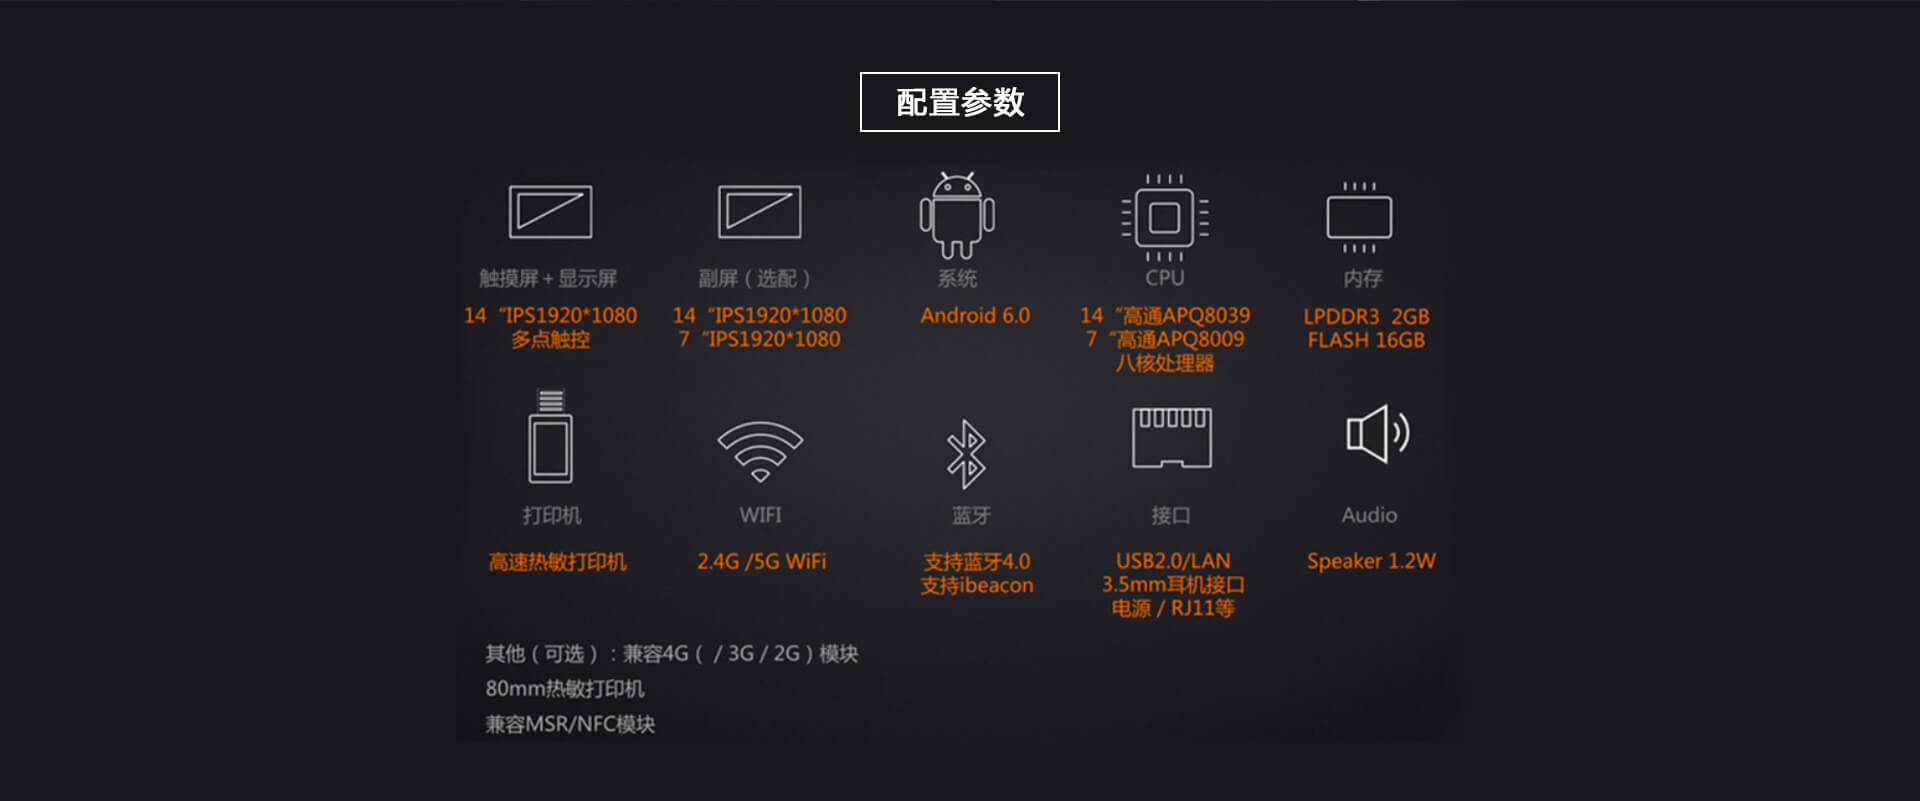 配置参数
触摸屏+显示屏
14“IPS1920*1080
多点触控
副屏(选配)
14“IPS1920*1080
7“IPS1920*1080
系统
Android 6.0
CPU
14“高通APQ8039
7“高通APQ8009
八核处理器
内存
LPDDR3 2GB
FLASH 16GB
打印机
高速热敏打印机
WIFI
2.4G /5G WiFi
蓝牙
支持蓝牙4.0
支持ibeacon
接口
USB2.0/LAN
3.5mm耳机接口
电源 / RJ11等
Audio
Speaker 1.2W
其他(可选):兼容4G( / 3G / 2G)模块
80mm热敏打印机
兼容MSR/NFC模块